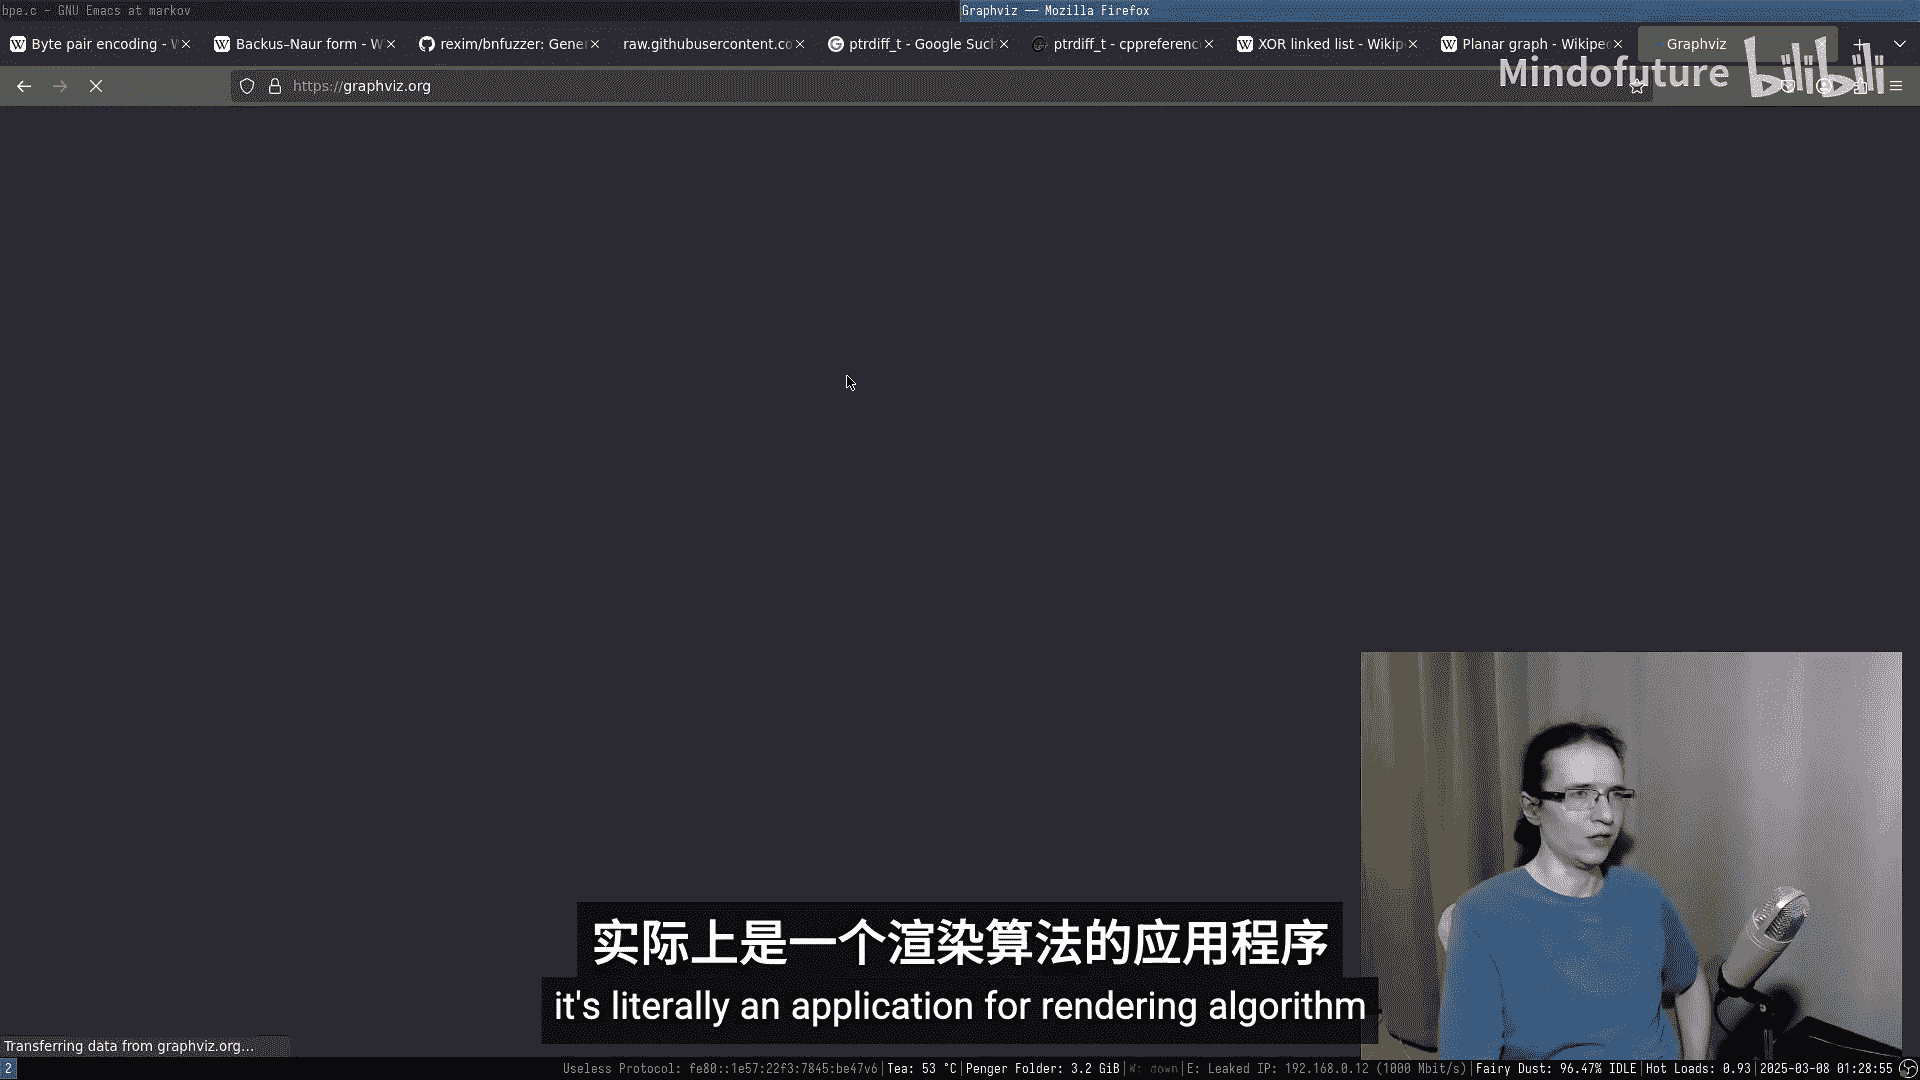 bpe.c - GNU Emacs at markov
Graphviz — Mozilla Firefox
Byte pair encoding - W
Backus–Naur form - W
rexim/bnfuzzer: Gene
raw.githubusercontent.co
ptrdiff_t - Google Such
ptrdiff_t - cppreferenc
XOR linked list - Wikip
Planar graph - Wikipe
Graphviz
https://graphviz.org
Mindofuture bilibili
实际上是一个渲染算法的应用程序
it's literally an application for rendering algorithm
Transferring data from graphviz.org…
2
Useless Protocol: fe80::1e57:22f3:7845:be47v6|Tea: 53 °C|Penger Folder: 3.2 GiB|W: down|E: Leaked IP: 192.168.0.12 (1000 Mbit/s)|Fairy Dust: 96.47% IDLE|Hot Loads: 0.93|2025-03-08 01:28:55